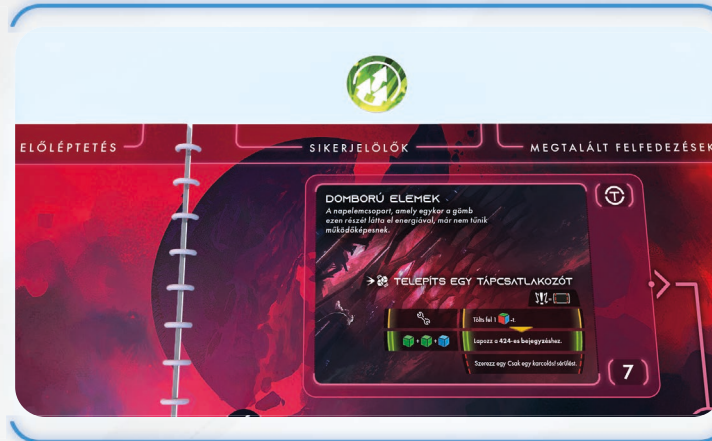 ELŐLÉPTETÉS
SIKERJELÖLŐK
MEGTALÁLT FELFEDEZÉSEK
DOMBORÚ ELEMEK
A napelemcsoport, amely egykor a gömb
ezen részét látta el energiával, már nem tűnik
működőképesnek.
T
TELEPÍTS EGY TÁPCSATLAKOZÓT
Tölts fel 1 -t.
Lapozz a 424-es bejegyzéshez.
Szerezz egy Csak egy karcolás! sérülést.
7